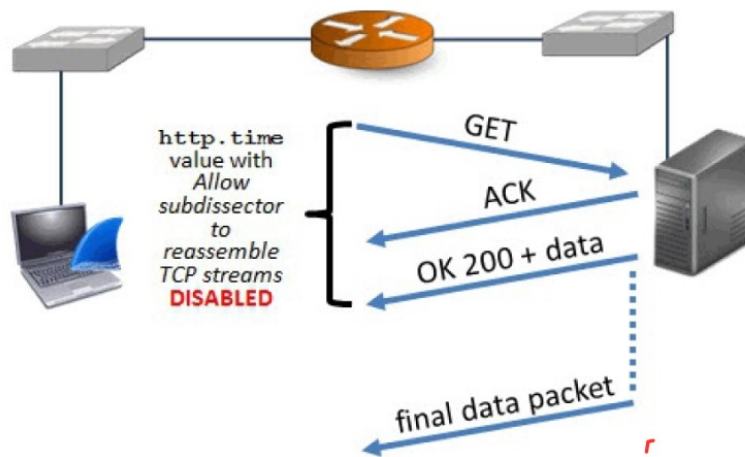 http.time
value with
Allow
subdissector
to
reassemble
TCP streams
DISABLED
GET
ACK
OK 200 + data
final data packet
r